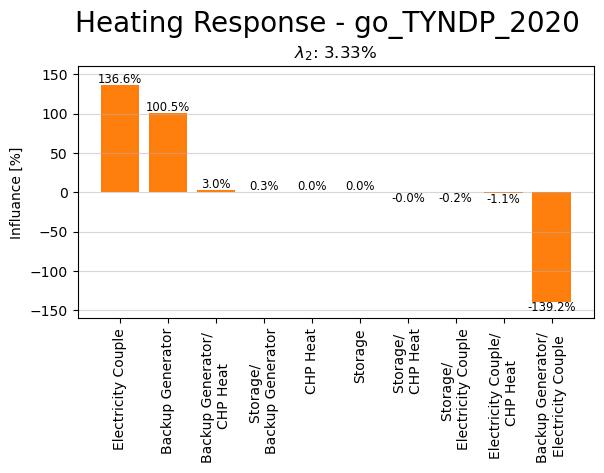 Heating Response - go_TYNDP_2020
λ₂: 3.33%
Influance [%]
150
100
50
0
−50
−100
−150
136.6%
100.5%
3.0%
0.3%
0.0%
0.0%
-0.0%
-0.2%
-1.1%
-139.2%
Electricity Couple
Backup Generator
Backup Generator/
CHP Heat
Storage/
Backup Generator
CHP Heat
Storage
Storage/
CHP Heat
Storage/
Electricity Couple
Electricity Couple/
CHP Heat
Backup Generator/
Electricity Couple